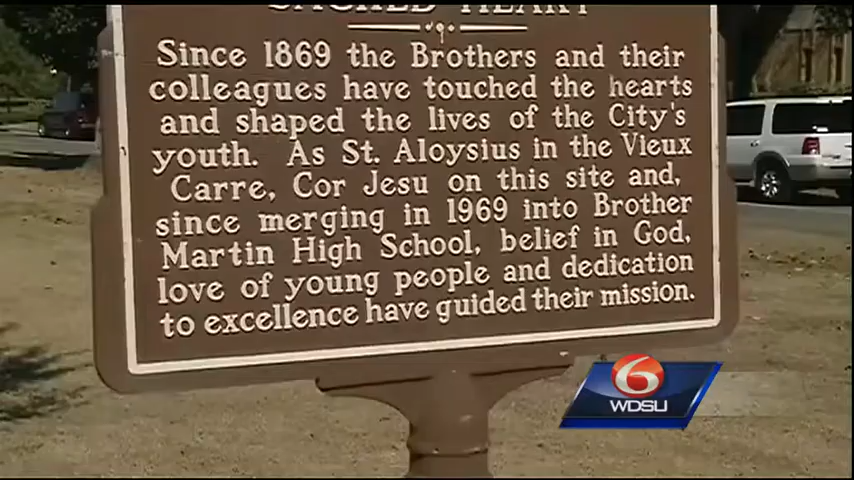 SACRED HEART
Since 1869 the Brothers and their
colleagues have touched the hearts
and shaped the lives of the City's
youth. As St. Aloysius in the Vieux
Carre, Cor Jesu on this site and,
since merging in 1969 into Brother
Martin High School, belief in God,
love of young people and dedication
to excellence have guided their mission.
6
WDSU